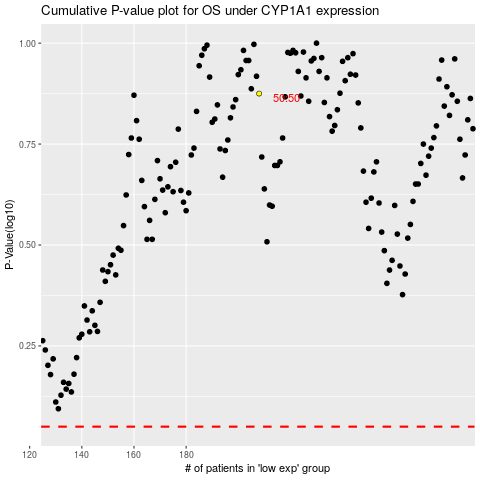 Cumulative P-value plot for OS under CYP1A1 expression
P-Value(log10)
1.00
0.75
0.50
0.25
50:50
120 140 160 180
# of patients in 'low exp' group